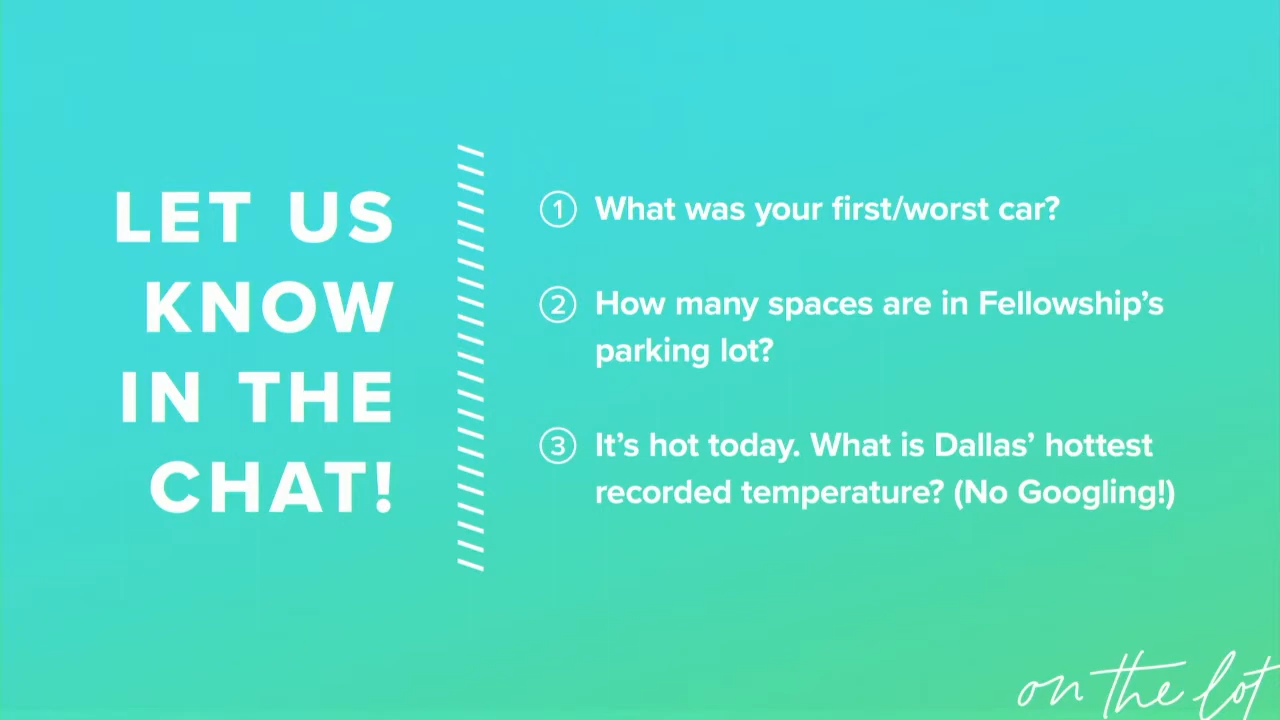 LET US
KNOW
IN THE
CHAT!
1 What was your first/worst car?
2 How many spaces are in Fellowship's
parking lot?
3 It's hot today. What is Dallas' hottest
recorded temperature? (No Googling!)
on the lot